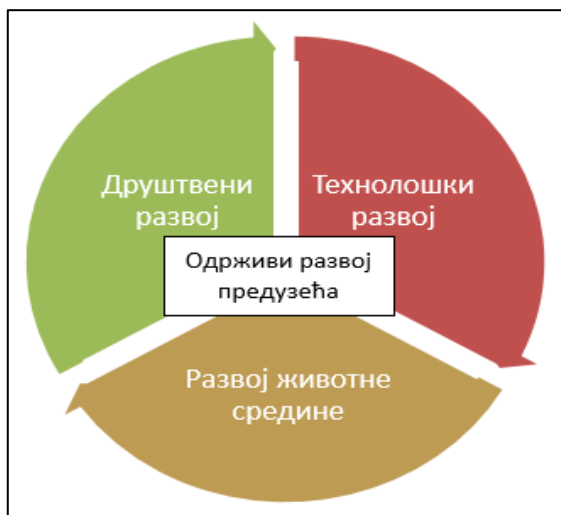 Друштвени
развој
Технолошки
развој
Одрживи развој
предузећа
Развој животне
средине